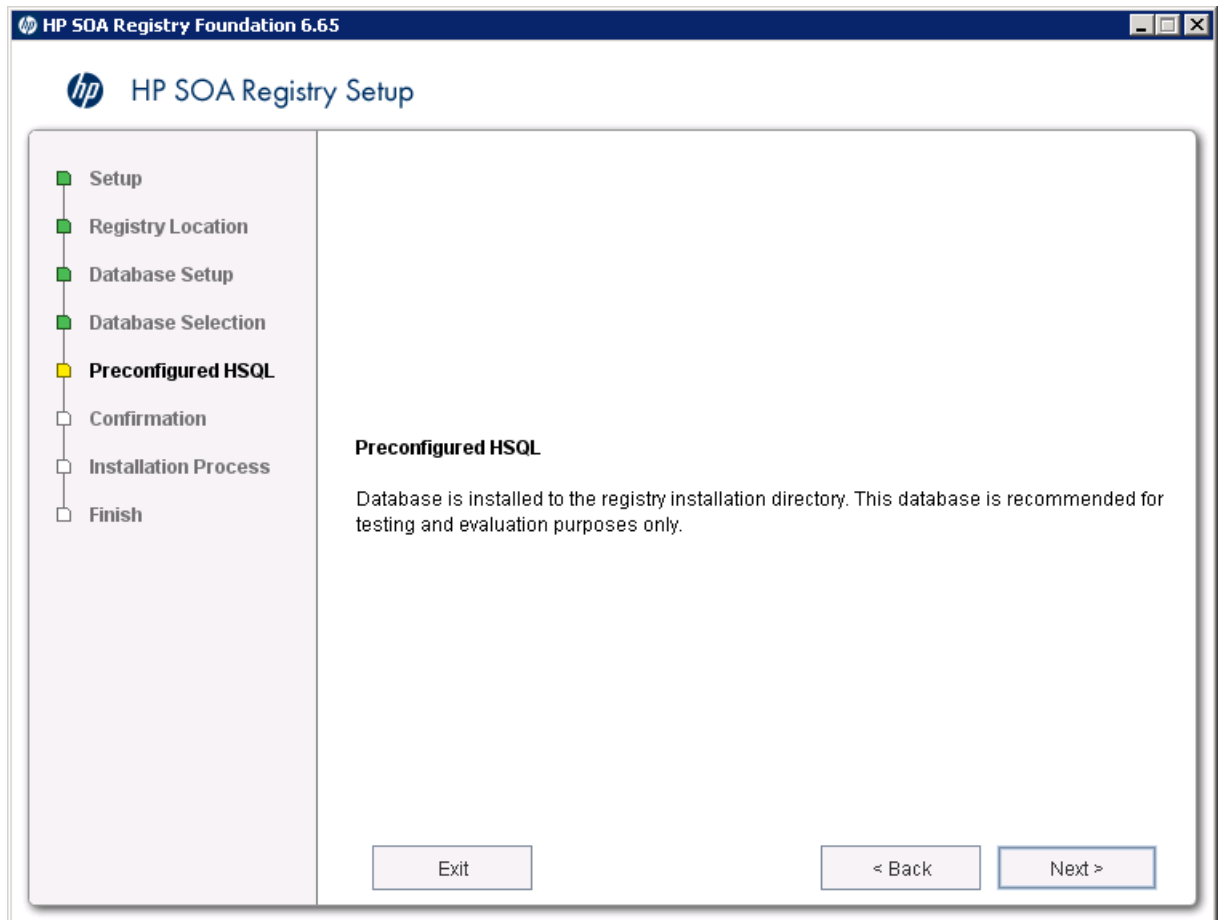 HP SOA Registry Foundation 6.65
hp
HP SOA Registry Setup
Setup
Registry Location
Database Setup
Database Selection
Preconfigured HSQL
Confirmation
Installation Process
Finish
Preconfigured HSQL
Database is installed to the registry installation directory. This database is recommended for
testing and evaluation purposes only.
Exit
< Back
Next >